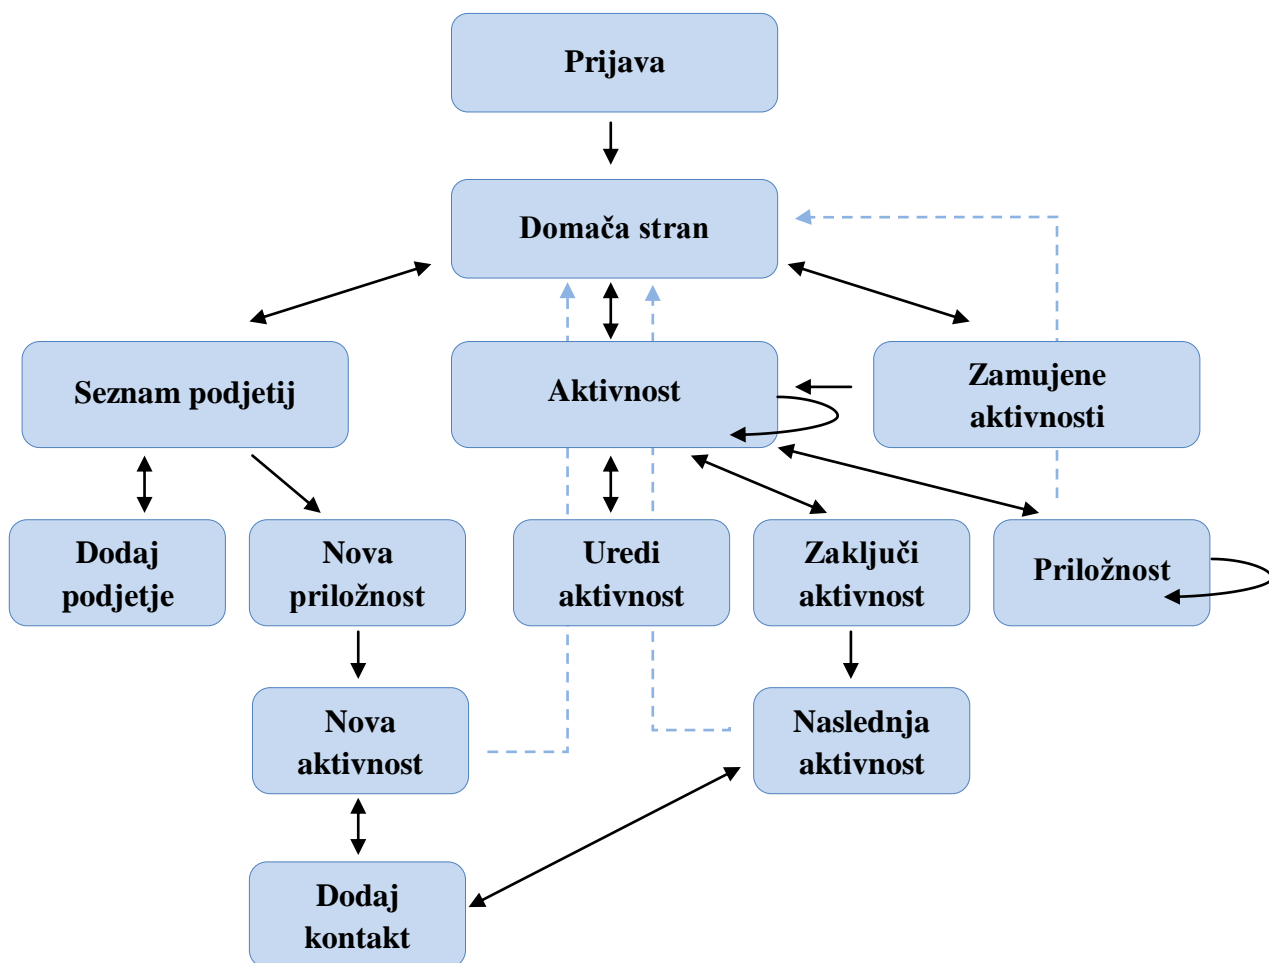 Prijava
Domača stran
Seznam podjetij
Aktivnost
Zamujene
aktivnosti
Dodaj
podjetje
Nova
priložnost
Uredi
aktivnost
Zaključi
aktivnost
Priložnost
Nova
aktivnost
Naslednja
aktivnost
Dodaj
kontakt